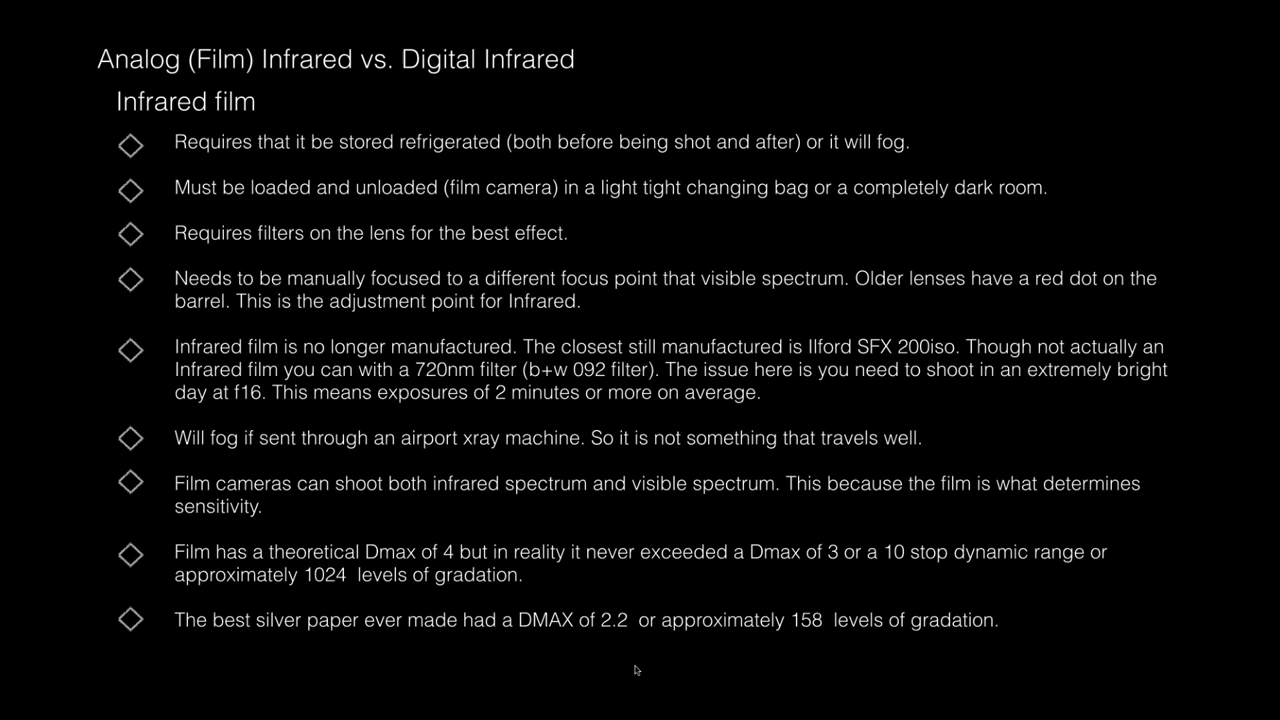 Analog (Film) Infrared vs. Digital Infrared
Infrared film
Requires that it be stored refrigerated (both before being shot and after) or it will fog.
Must be loaded and unloaded (film camera) in a light tight changing bag or a completely dark room.
Requires filters on the lens for the best effect.
Needs to be manually focused to a different focus point that visible spectrum. Older lenses have a red dot on the
barrel. This is the adjustment point for Infrared.
Infrared film is no longer manufactured. The closest still manufactured is Ilford SFX 200iso. Though not actually an
Infrared film you can with a 720nm filter (b+w 092 filter). The issue here is you need to shoot in an extremely bright
day at f16. This means exposures of 2 minutes or more on average.
Will fog if sent through an airport xray machine. So it is not something that travels well.
Film cameras can shoot both infrared spectrum and visible spectrum. This because the film is what determines
sensitivity.
Film has a theoretical Dmax of 4 but in reality it never exceeded a Dmax of 3 or a 10 stop dynamic range or
approximately 1024 levels of gradation.
The best silver paper ever made had a DMAX of 2.2 or approximately 158 levels of gradation.